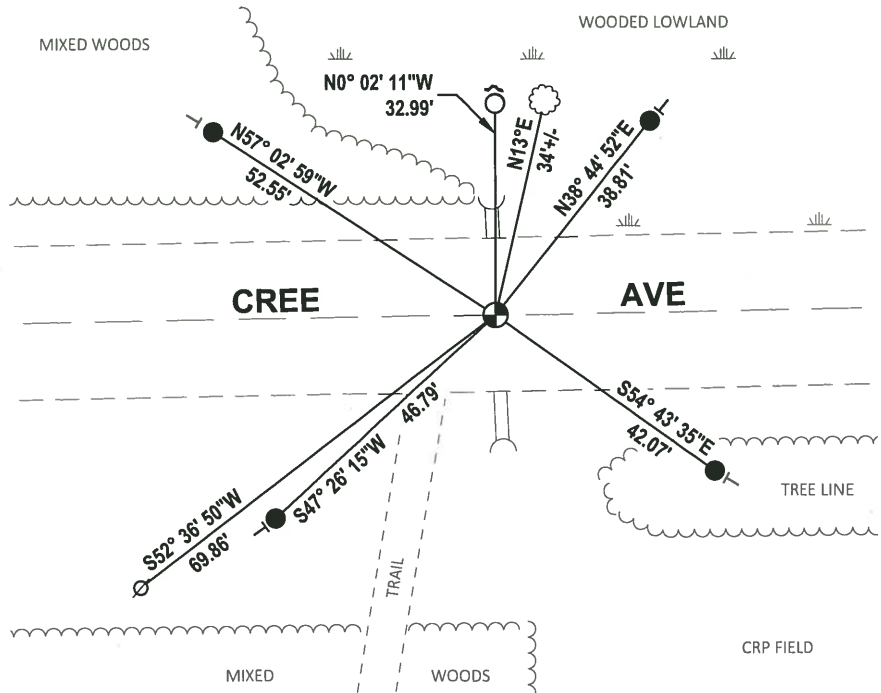 WOODED LOWLAND
MIXED WOODS
N0° 02' 11"W
32.99'
N13°E
34'+/-
N38° 44' 52"E
38.81'
N57° 02' 59"W
52.55'
CREE AVE
S54° 43' 35"E
42.07'
46.79'
S47° 26' 15"W
S52° 36' 50"W
69.86'
TREE LINE
TRAIL
CRP FIELD
MIXED WOODS